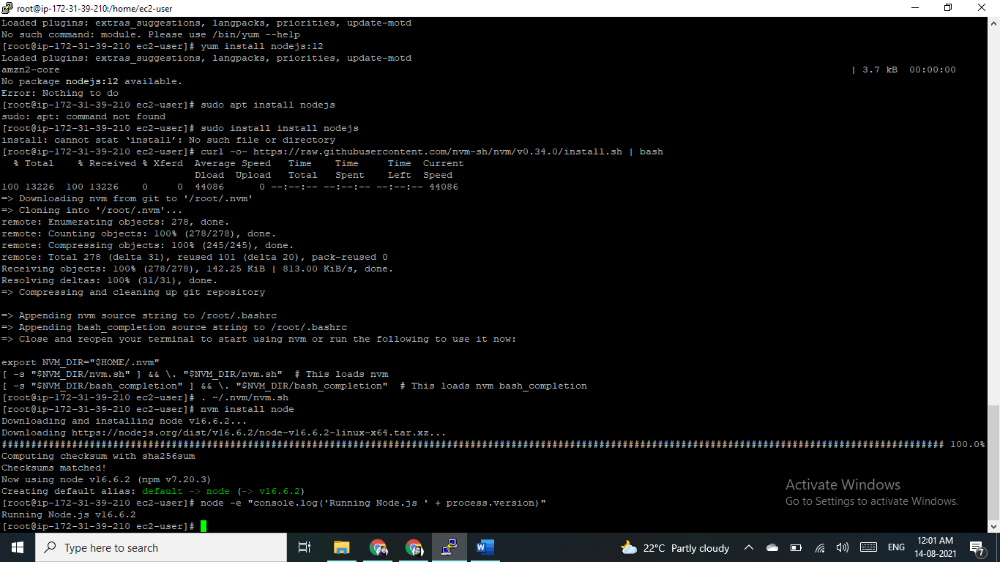 root@ip-172-31-39-210:/home/ec2-user
Loaded plugins: extras_suggestions, langpacks, priorities, update-motd
No such command: module. Please use /bin/yum --help
[root@ip-172-31-39-210 ec2-user]# yum install nodejs:12
Loaded plugins: extras_suggestions, langpacks, priorities, update-motd
amzn2-core | 3.7 kB 00:00:00
No package nodejs:12 available.
Error: Nothing to do
[root@ip-172-31-39-210 ec2-user]# sudo apt install nodejs
sudo: apt: command not found
[root@ip-172-31-39-210 ec2-user]# sudo install install nodejs
install: cannot stat ‘install’: No such file or directory
[root@ip-172-31-39-210 ec2-user]# curl -o- https://raw.githubusercontent.com/nvm-sh/nvm/v0.34.0/install.sh | bash
% Total % Received % Xferd Average Speed Time Time Time Current
Dload Upload Total Spent Left Speed
100 13226 100 13226 0 0 44086 0 --:--:-- --:--:-- --:--:-- 44086
=> Downloading nvm from git to '/root/.nvm'
=> Cloning into '/root/.nvm'...
remote: Enumerating objects: 278, done.
remote: Counting objects: 100% (278/278), done.
remote: Compressing objects: 100% (245/245), done.
remote: Total 278 (delta 31), reused 101 (delta 20), pack-reused 0
Receiving objects: 100% (278/278), 142.25 KiB | 813.00 KiB/s, done.
Resolving deltas: 100% (31/31), done.
=> Compressing and cleaning up git repository
=> Appending nvm source string to /root/.bashrc
=> Appending bash_completion source string to /root/.bashrc
=> Close and reopen your terminal to start using nvm or run the following to use it now:
export NVM_DIR="$HOME/.nvm"
[ -s "$NVM_DIR/nvm.sh" ] && \. "$NVM_DIR/nvm.sh" # This loads nvm
[ -s "$NVM_DIR/bash_completion" ] && \. "$NVM_DIR/bash_completion" # This loads nvm bash_completion
[root@ip-172-31-39-210 ec2-user]# . ~/.nvm/nvm.sh
[root@ip-172-31-39-210 ec2-user]# nvm install node
Downloading and installing node v16.6.2...
Downloading https://nodejs.org/dist/v16.6.2/node-v16.6.2-linux-x64.tar.xz...
################################################################################################################################################################# 100.0%
Computing checksum with sha256sum
Checksums matched!
Now using node v16.6.2 (npm v7.20.3)
Creating default alias: default -> node (-> v16.6.2)
[root@ip-172-31-39-210 ec2-user]# node -e "console.log('Running Node.js ' + process.version)"
Running Node.js v16.6.2
[root@ip-172-31-39-210 ec2-user]#
Activate Windows
Go to Settings to activate Windows.
Type here to search
22°C Partly cloudy
ENG
12:01 AM
14-08-2021
7